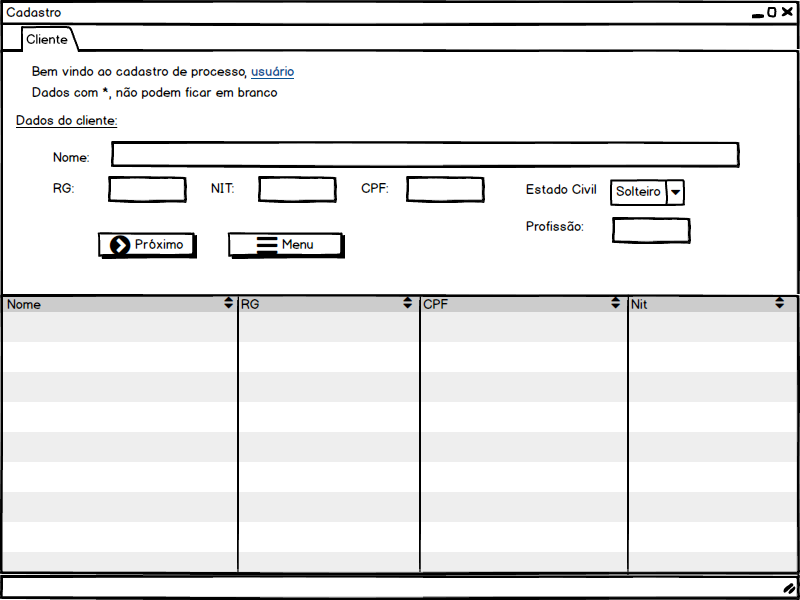 Cadastro
Cliente
Bem vindo ao cadastro de processo, usuário
Dados com *, não podem ficar em branco
Dados do cliente:
Nome:
RG: NIT: CPF: Estado Civil Solteiro
Profissão:
Próximo Menu
Nome RG CPF Nit